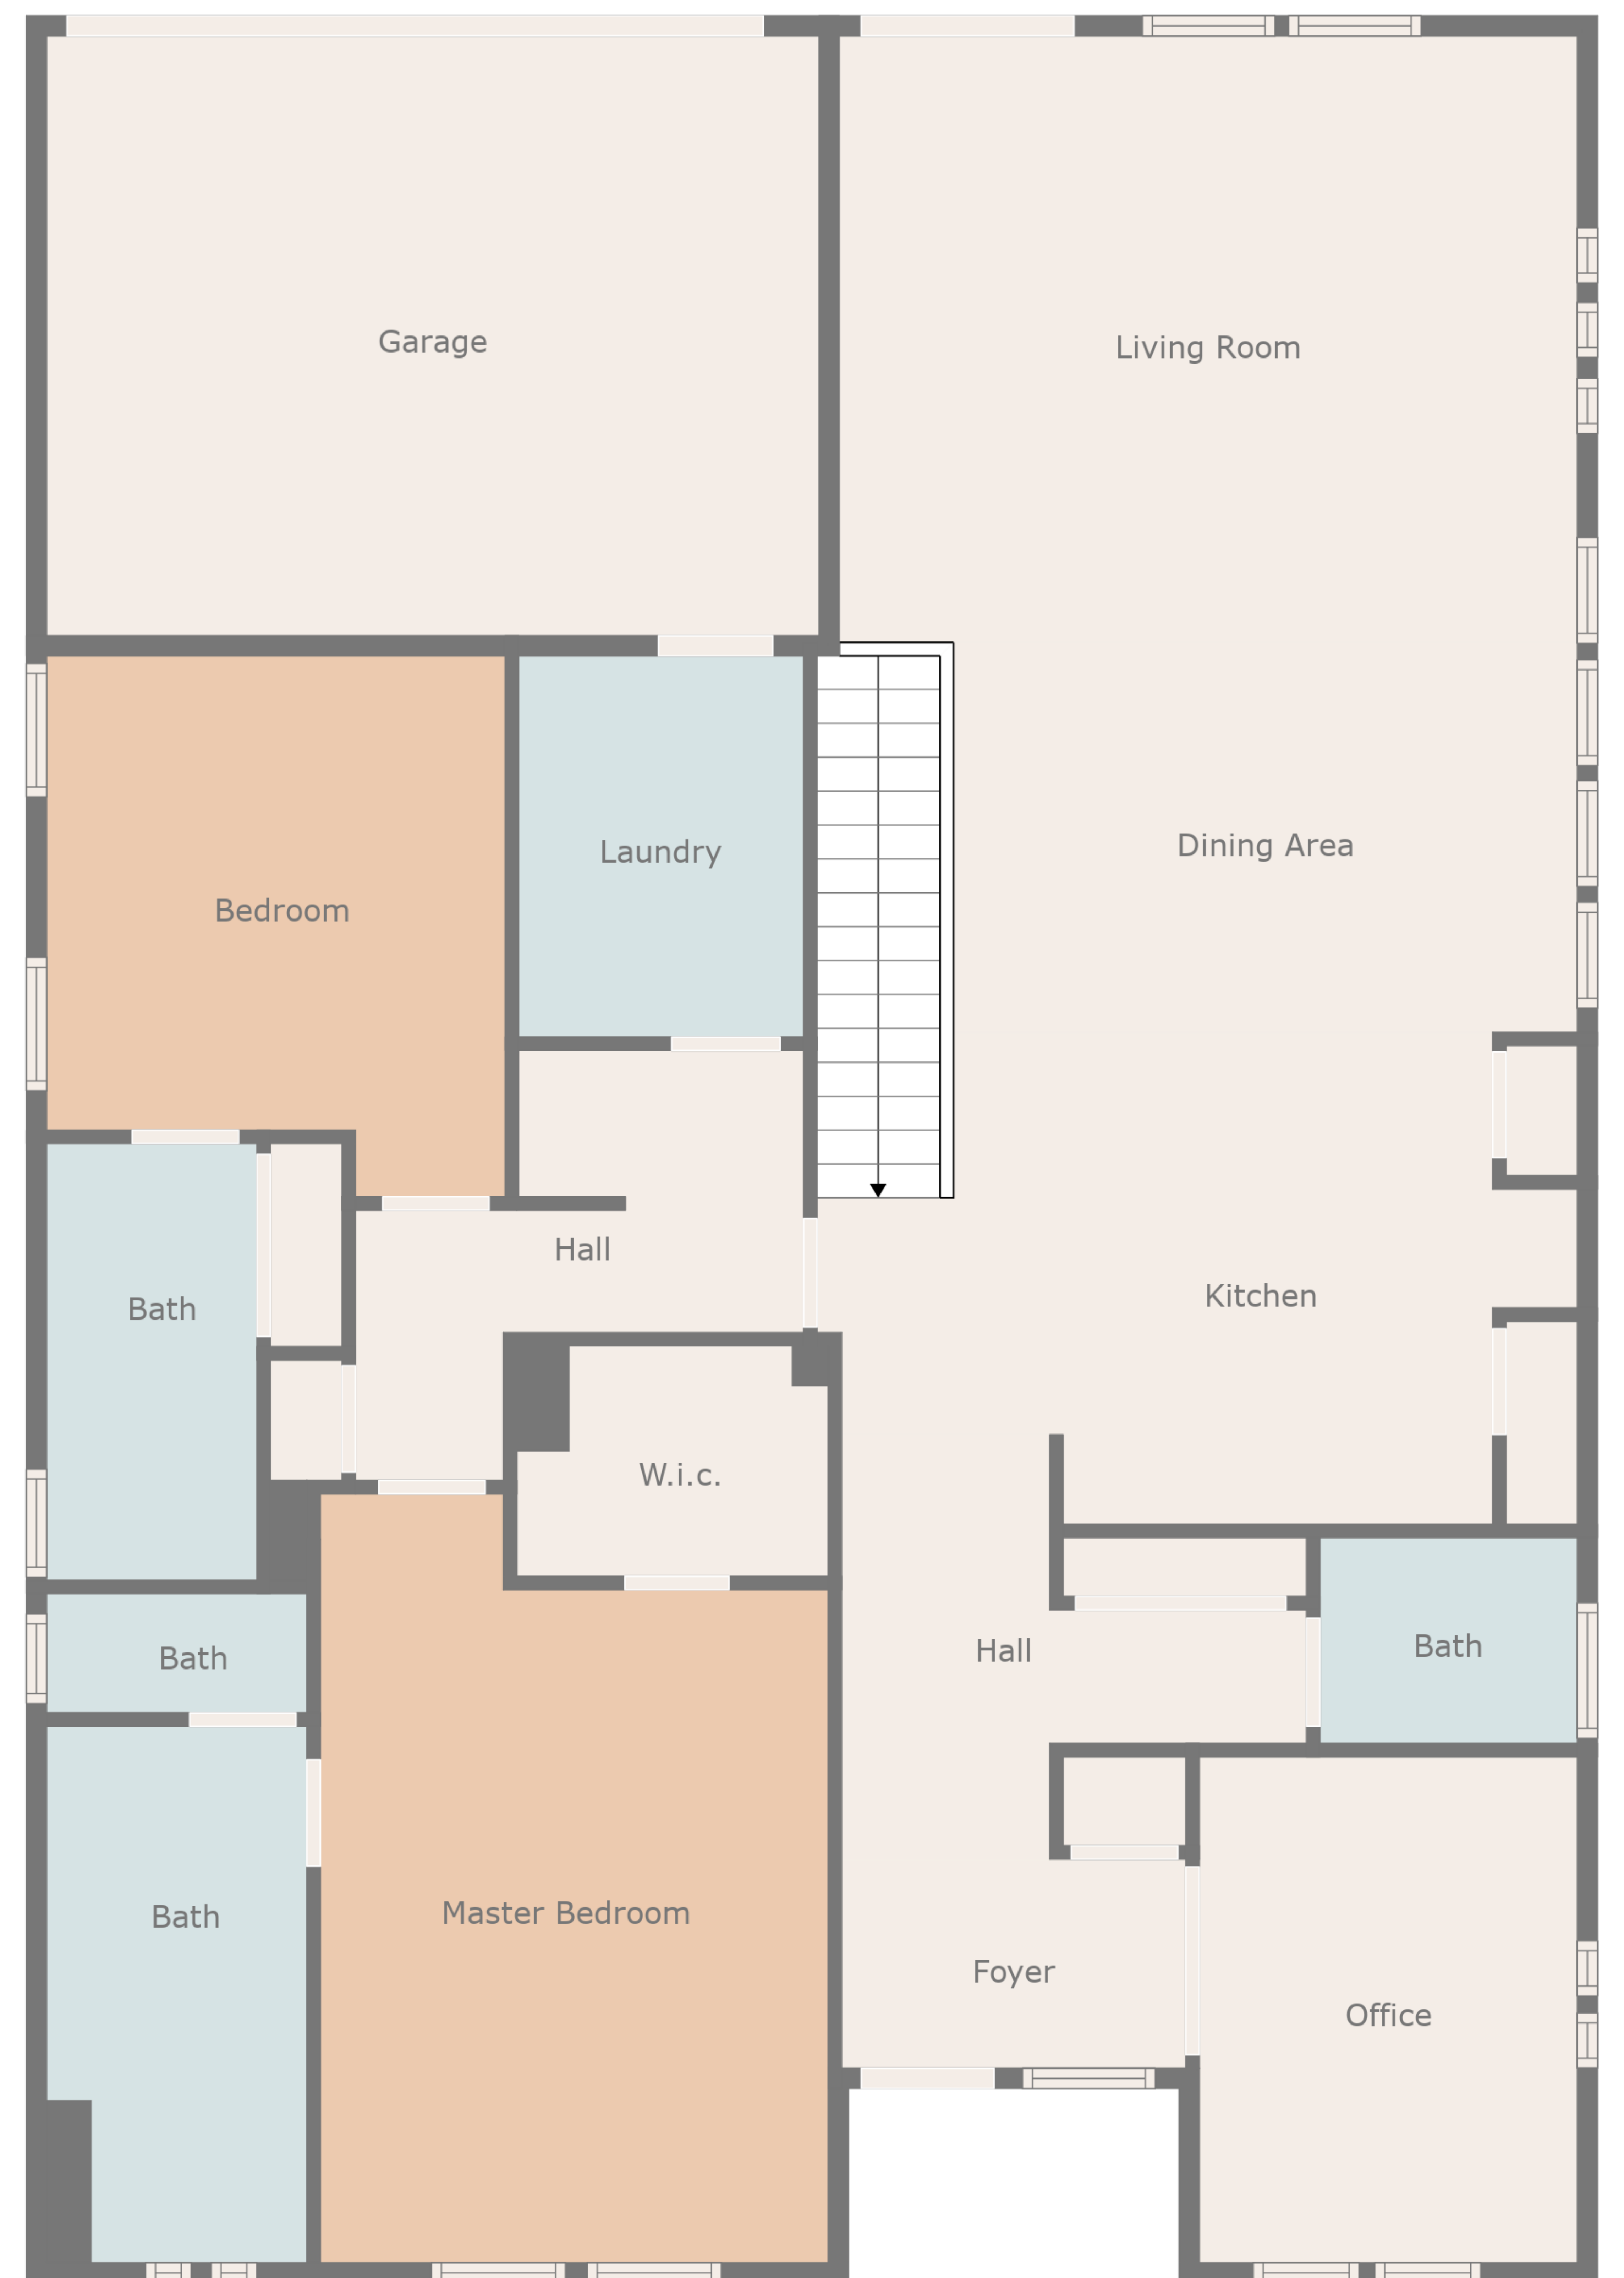 Garage
Living Room
Dining Area
Laundry
Bedroom
Hall
Kitchen
Bath
W.i.c.
Hall
Bath
Bath
Master Bedroom
Bath
Foyer
Office